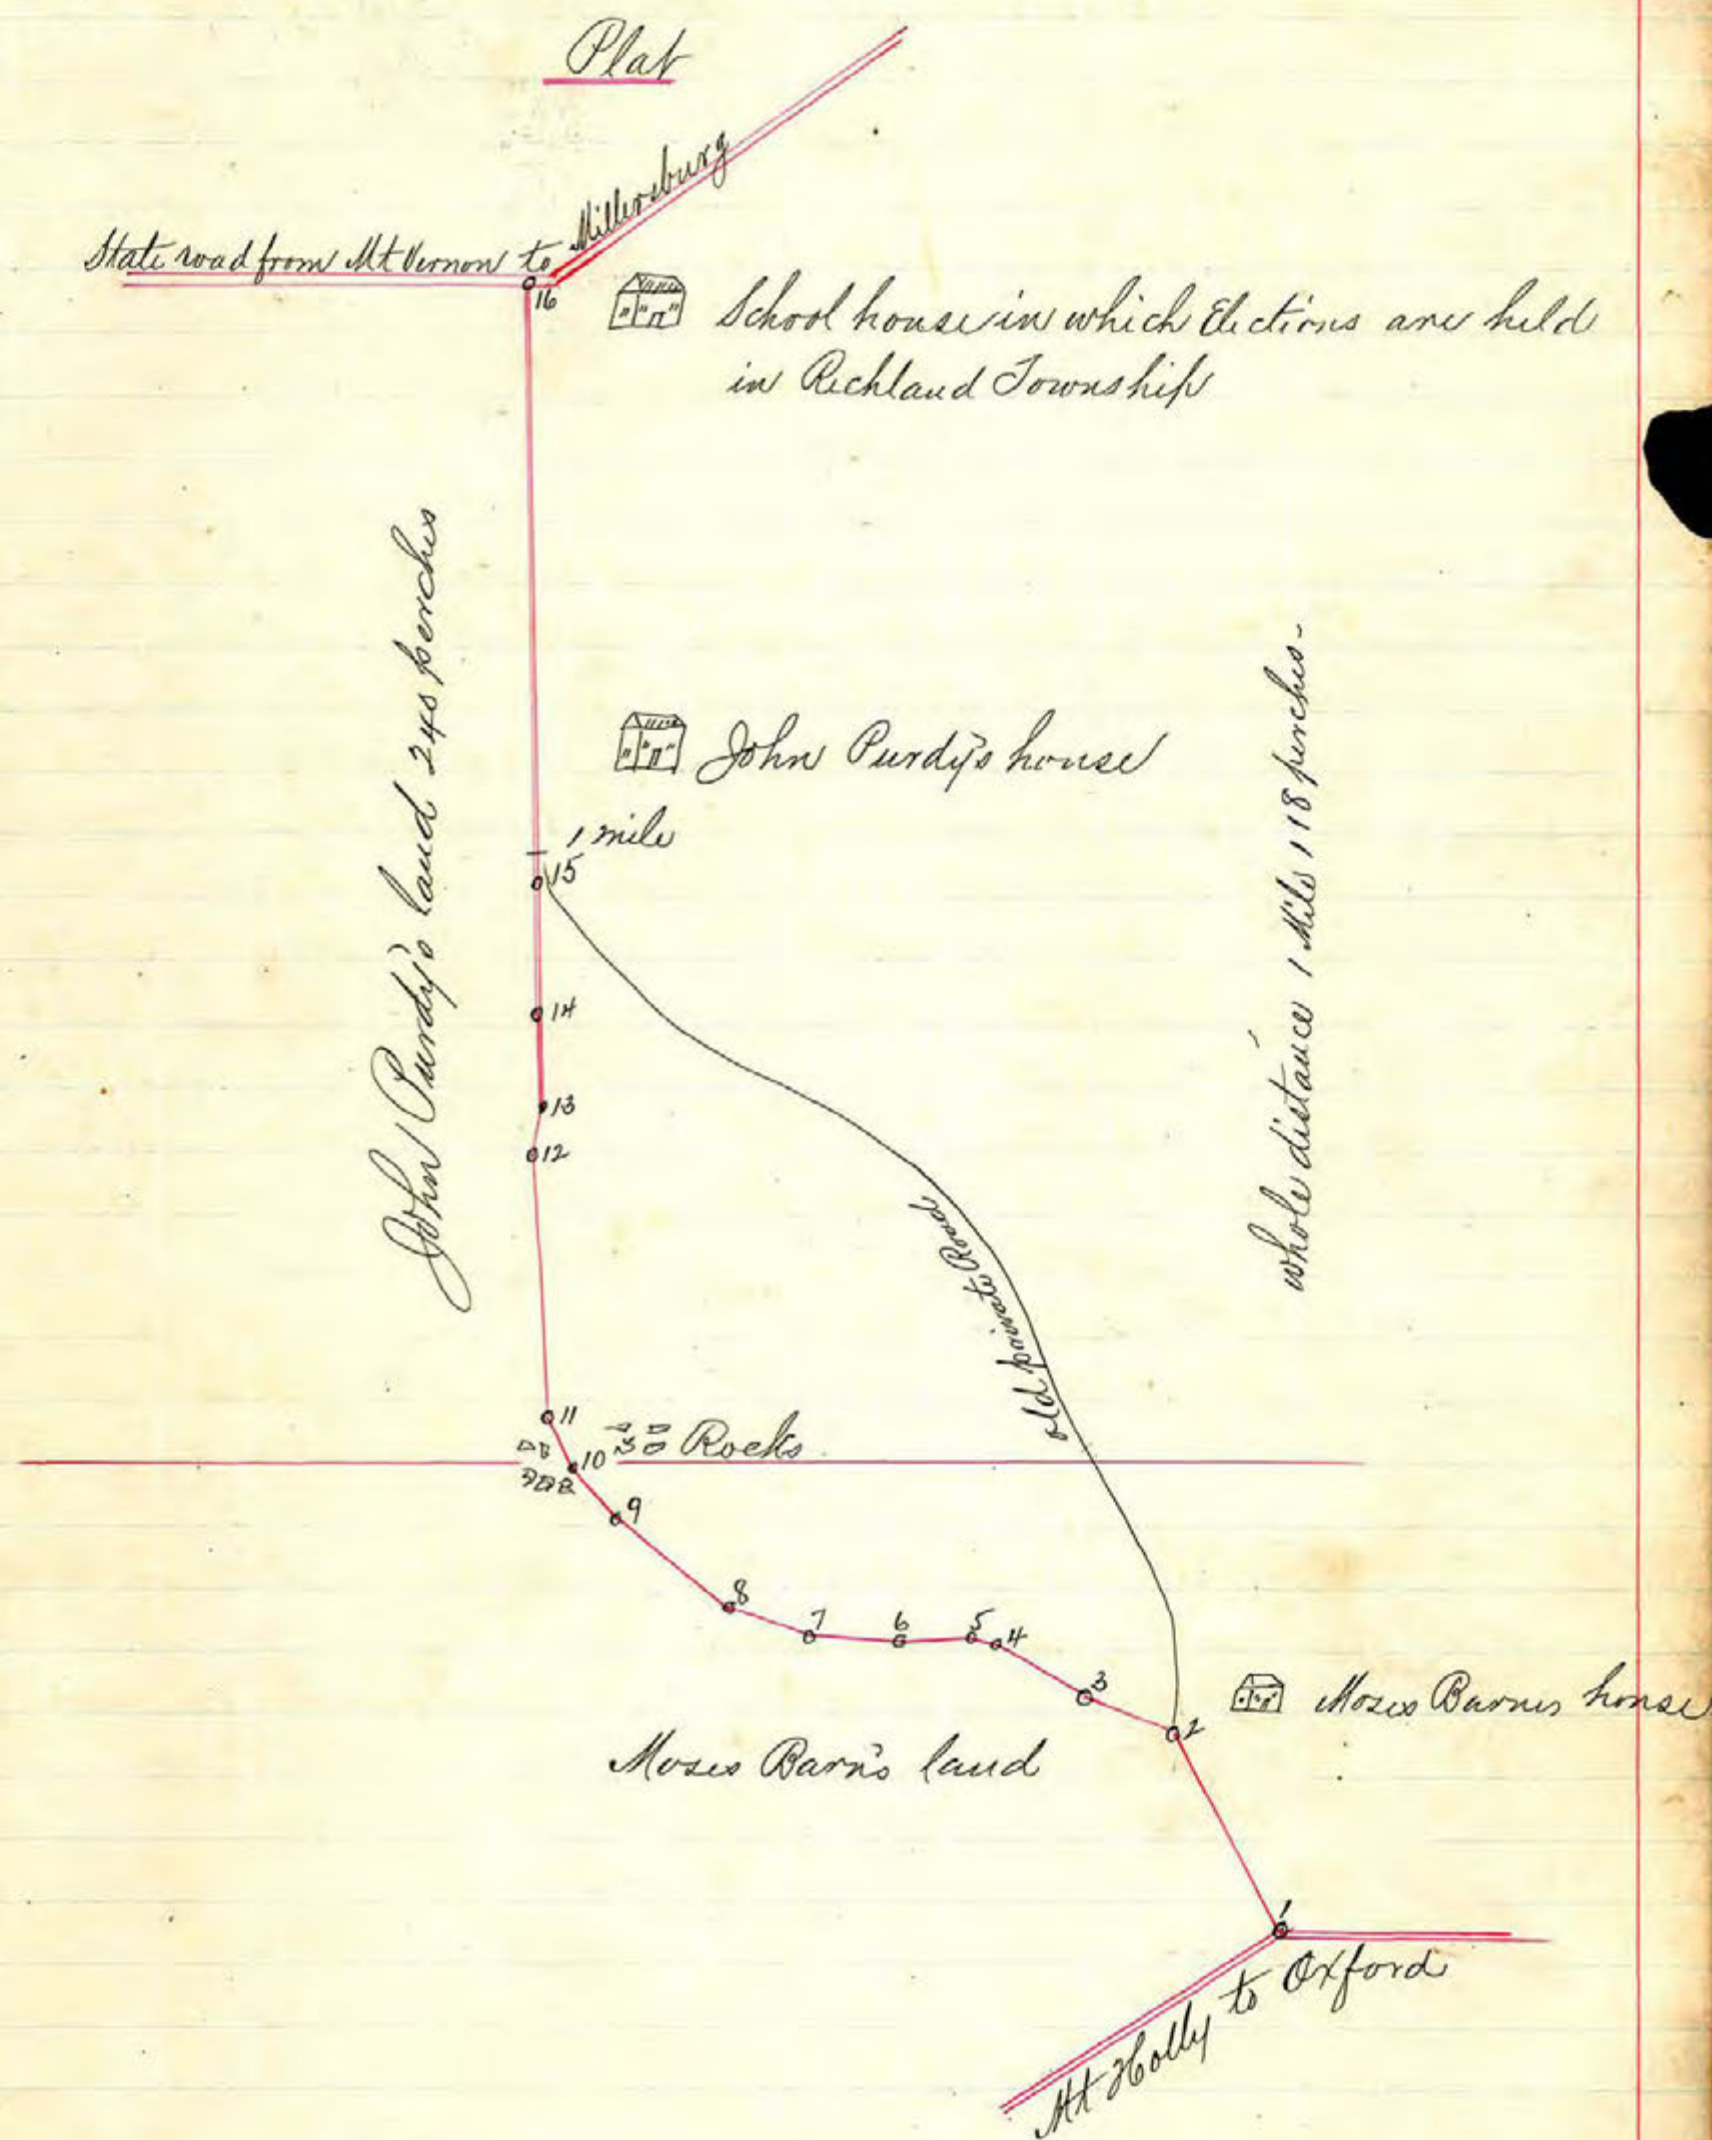 Plat
State road from Mt Vernon to Millersburg
16
School house in which Elections are held
in Richland Township
John Purdy's land 240 perches
John Purdy's house
1 mile
15
14
13
12
whole distance 1 Mile 118 perches
old private Road
11
10
Rocks
9
8
7
6
5
4
3
2
Moses Barnes house
Moses Barn's land
1
Mt Holly to Oxford